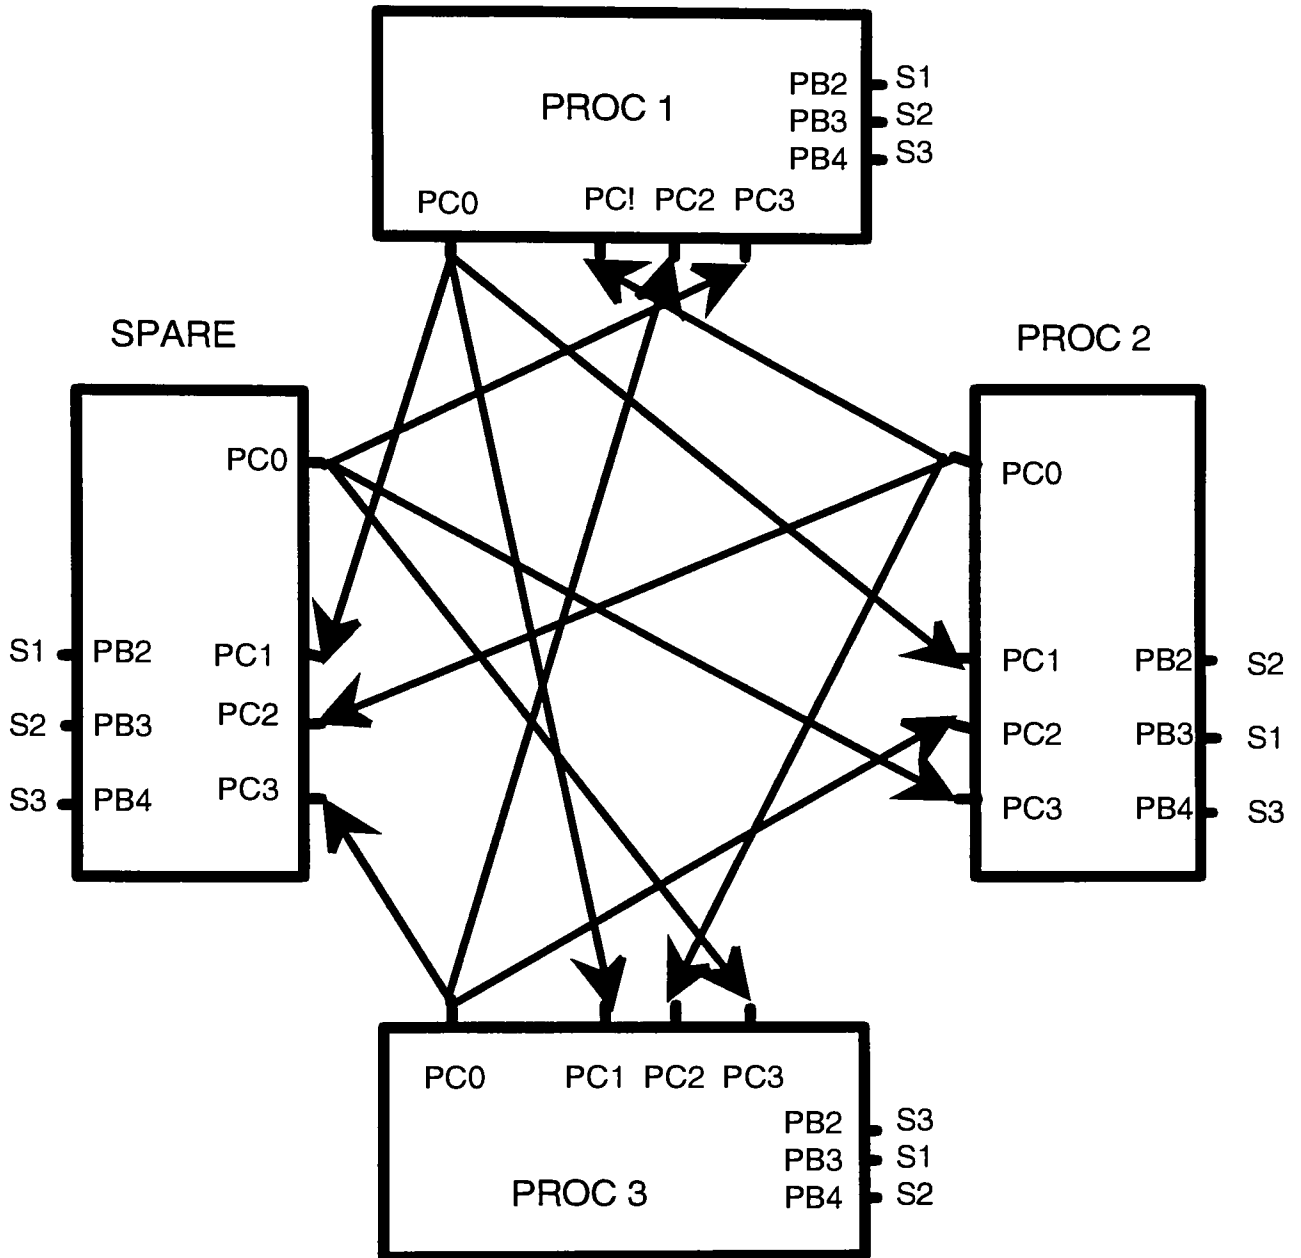 PROC 1
PB2 S1
PB3 S2
PB4 S3
PC0 PC! PC2 PC3
SPARE
PC0
S1 PB2 PC1
S2 PB3 PC2
S3 PB4 PC3
PROC 2
PC0
PC1 PB2 S2
PC2 PB3 S1
PC3 PB4 S3
PC0 PC1 PC2 PC3
PB2 S3
PB3 S1
PROC 3 PB4 S2